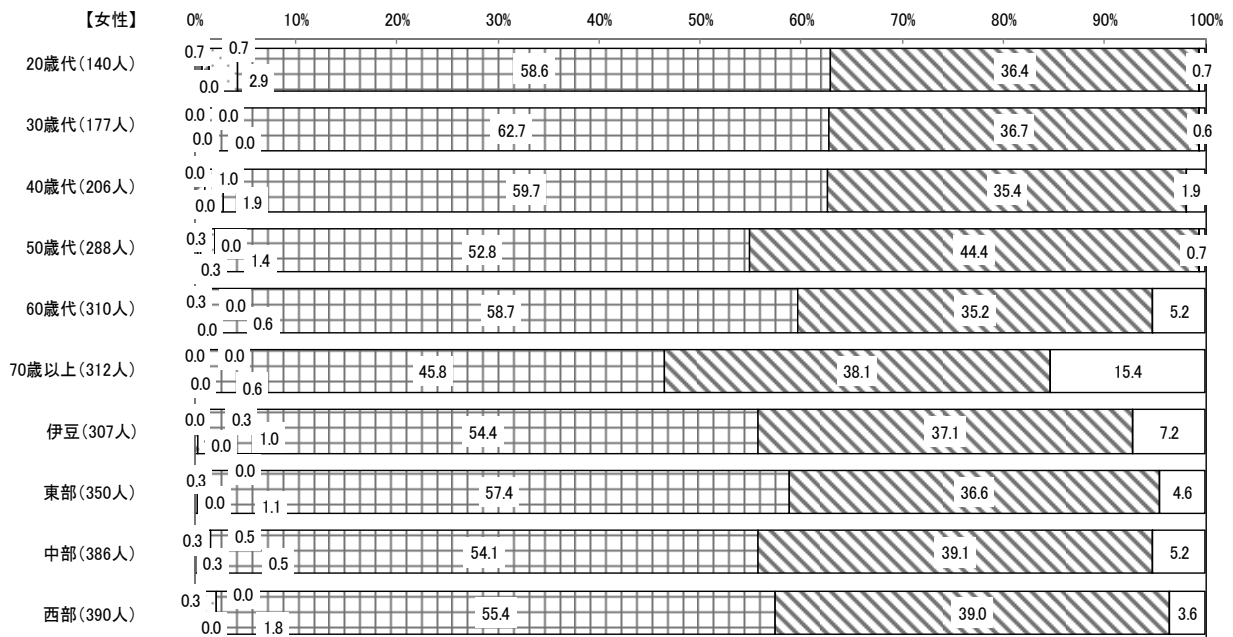 【女性】 0% 10% 20% 30% 40% 50% 60% 70% 80% 90% 100%
20歳代(140人) 0.7 0.0 0.7 2.9 58.6 36.4 0.7
30歳代(177人) 0.0 0.0 0.0 0.0 62.7 36.7 0.6
40歳代(206人) 0.0 0.0 1.0 1.9 59.7 35.4 1.9
50歳代(288人) 0.3 0.3 0.0 1.4 52.8 44.4 0.7
60歳代(310人) 0.3 0.0 0.0 0.6 58.7 35.2 5.2
70歳以上(312人) 0.0 0.0 0.0 0.6 45.8 38.1 15.4
伊豆(307人) 0.0 0.0 0.3 1.0 54.4 37.1 7.2
東部(350人) 0.3 0.0 0.0 1.1 57.4 36.6 4.6
中部(386人) 0.3 0.3 0.5 0.5 54.1 39.1 5.2
西部(390人) 0.3 0.0 0.0 1.8 55.4 39.0 3.6